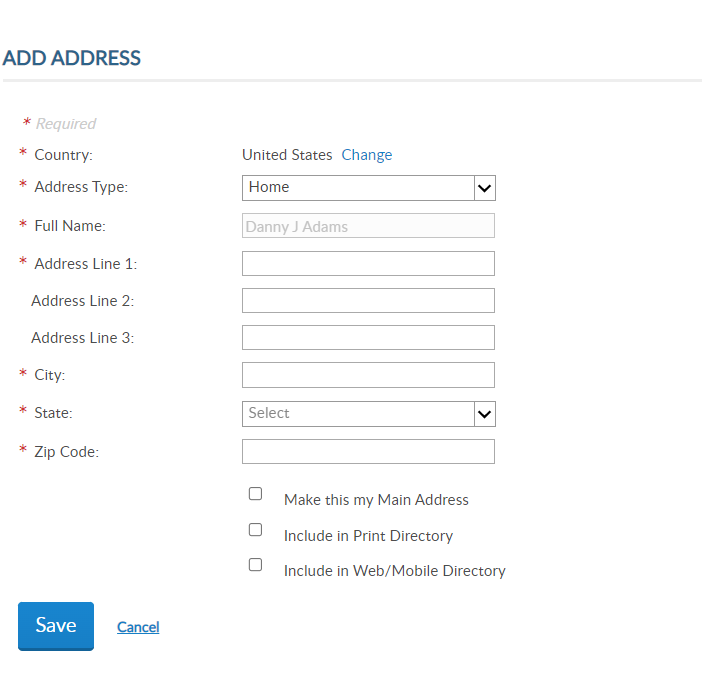 ADD ADDRESS
* Required
* Country: United States Change
* Address Type: Home
* Full Name: Danny J Adams
* Address Line 1:
Address Line 2:
Address Line 3:
* City:
* State: Select
* Zip Code:
Make this my Main Address
Include in Print Directory
Include in Web/Mobile Directory
Save Cancel